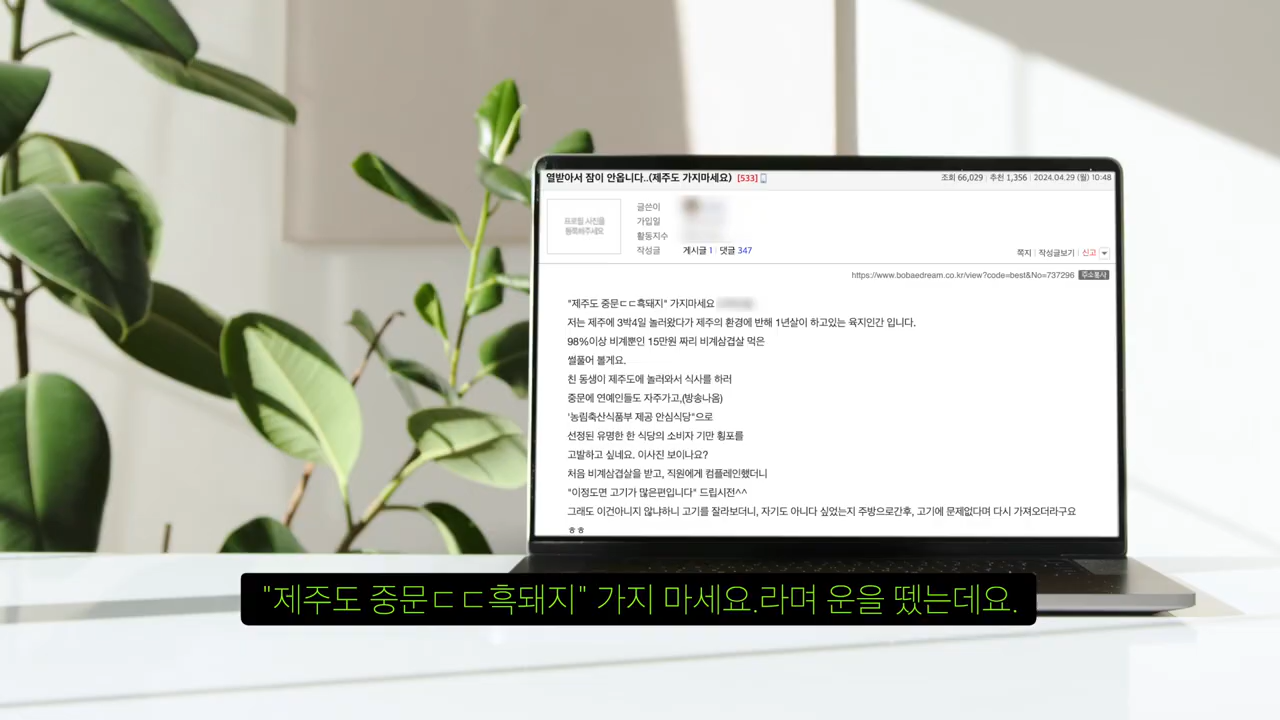 열받아서 잠이 안옵니다..(제주도 가지마세요) [533]
조회 66,029 | 추천 1,356 | 2024.04.29 (월) 10:48
프로필 사진을
등록해주세요
글쓴이
가입일
활동지수
작성글 게시글 1 | 댓글 347
쪽지 | 작성글보기 | 신고
https://www.bobaedream.co.kr/view?code=best&No=737296 주소복사
"제주도 중문ㄷㄷ흑돼지" 가지마세요
저는 제주에 3박4일 놀러왔다가 제주의 환경에 반해 1년살이 하고있는 육지인간 입니다.
98%이상 비계뿐인 15만원 짜리 비계삼겹살 먹은
썰풀어 볼게요.
친 동생이 제주도에 놀러와서 식사를 하러
중문에 연예인들도 자주가고,(방송나옴)
'농림축산식품부 제공 안심식당"으로
선정된 유명한 한 식당의 소비자 기만 횡포를
고발하고 싶네요. 이사진 보이나요?
처음 비계삼겹살을 받고, 직원에게 컴플레인했더니
"이정도면 고기가 많은편입니다" 드립시전^^
그래도 이건아니지 않냐하니 고기를 잘라보더니, 자기도 아니다 싶었는지 주방으로간후, 고기에 문제없다며 다시 가져오더라구요
ㅎㅎ
"제주도 중문ㄷㄷ흑돼지" 가지 마세요.라며 운을 뗐는데요.